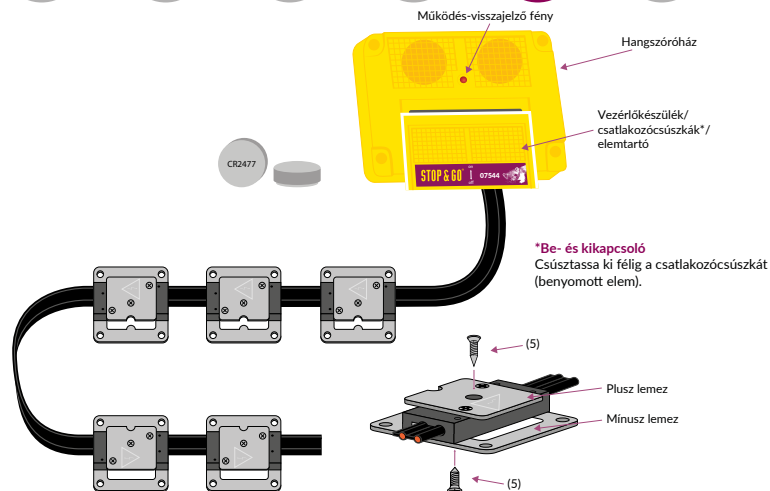 Működés-visszajelző fény
Hangszóróház
Vezérlőkészülék/
csatlakozócsúszkák*/
elemtartó
CR2477
STOP & GO 07544
*Be- és kikapcsoló
Csúsztassa ki félig a csatlakozócsúszkát
(benyomott elem).
(5)
Plusz lemez
Mínusz lemez
(5)